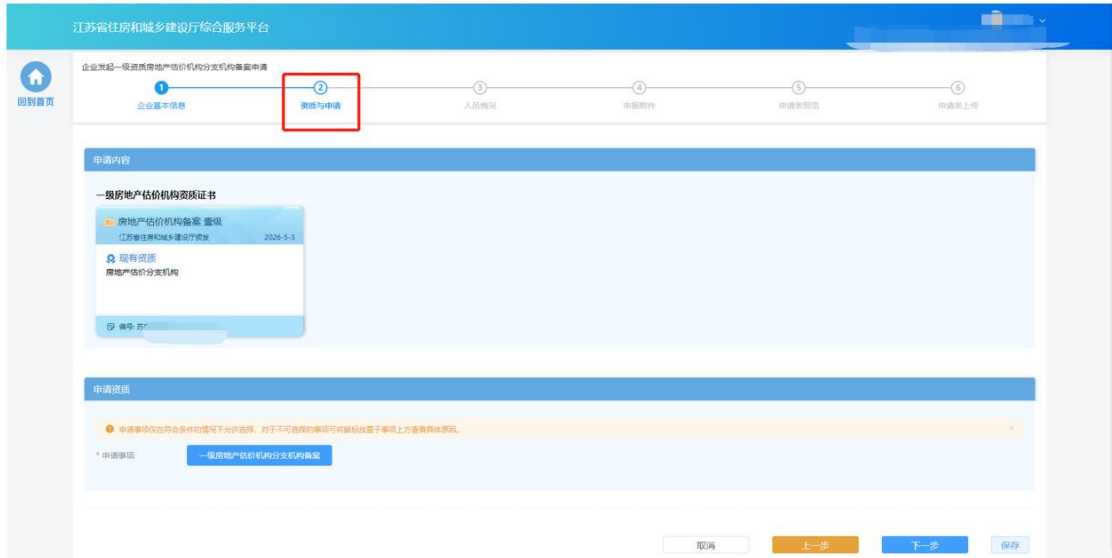 江苏省住房和城乡建设厅综合服务平台
回到首页
企业发起一级资质房地产估价机构分支机构备案申请
1 2 3 4 5 6
企业基本信息 资质与申请 人员情况 申报附件 申请表预览 申请表上传
申请内容
一级房地产估价机构资质证书
房地产估价机构备案 壹级
江苏省住房和城乡建设厅颁发 2026-5-3
现有资质
房地产估价分支机构
编号: 苏
申请资质
申请事项仅在符合条件的情况下允许选择，对于不可选择的事项可将鼠标放置于事项上方查看具体原因。
* 申请事项 一级房地产估价机构分支机构备案
取消 上一步 下一步 保存